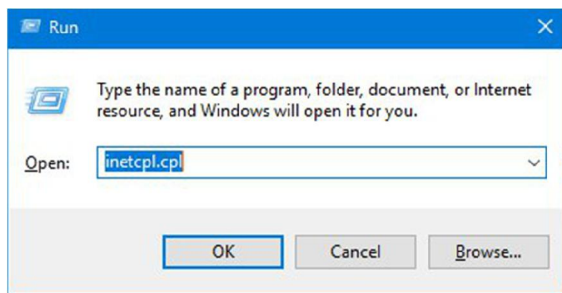 Run
Type the name of a program, folder, document, or Internet
resource, and Windows will open it for you.
Open: inetcpl.cpl
OK Cancel Browse...